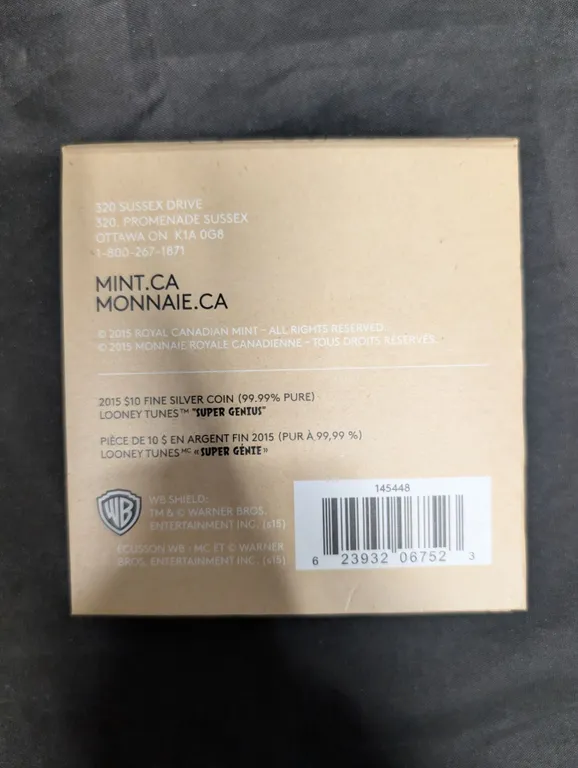 320 SUSSEX DRIVE
320, PROMENADE SUSSEX
OTTAWA ON K1A 0G8
1-800-267-1871
MINT.CA
MONNAIE.CA
© 2015 ROYAL CANADIAN MINT – ALL RIGHTS RESERVED.
© 2015 MONNAIE ROYALE CANADIENNE – TOUS DROITS RÉSERVÉS.
2015 $10 FINE SILVER COIN (99.99% PURE)
LOONEY TUNES™ "SUPER GENIUS"
PIÈCE DE 10 $ EN ARGENT FIN 2015 (PUR À 99,99 %)
LOONEY TUNES MC « SUPER GÉNIE »
WB
WB SHIELD:
TM & © WARNER BROS.
ENTERTAINMENT INC. (s15)
ÉCUSSON WB - MC ET © WARNER
BROS. ENTERTAINMENT INC. (s15)
145448
6 23932 06752 3